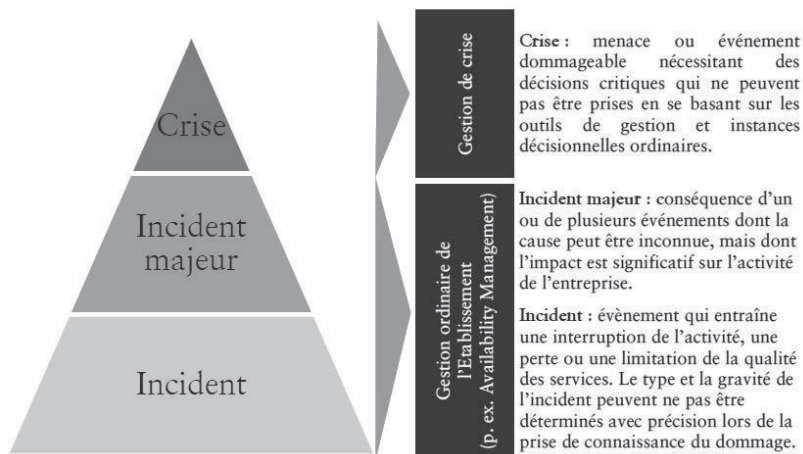 Crise
Incident
majeur
Incident
Gestion de crise
Gestion ordinaire de
l'Etablissement
(p. ex. Availability Management)
Crise : menace ou événement
dommageable nécessitant des
décisions critiques qui ne peuvent
pas être prises en se basant sur les
outils de gestion et instances
décisionnelles ordinaires.
Incident majeur : conséquence d'un
ou de plusieurs événements dont la
cause peut être inconnue, mais dont
l'impact est significatif sur l'activité
de l'entreprise.
Incident : évènement qui entraîne
une interruption de l'activité, une
perte ou une limitation de la qualité
des services. Le type et la gravité de
l'incident peuvent ne pas être
déterminés avec précision lors de la
prise de connaissance du dommage.